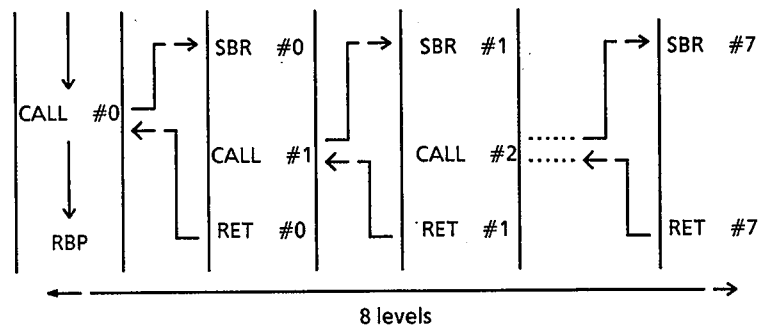 SBR #0
SBR #1
SBR #7
CALL #0
CALL #1
CALL #2
RBP
RET #0
RET #1
RET #7
8 levels